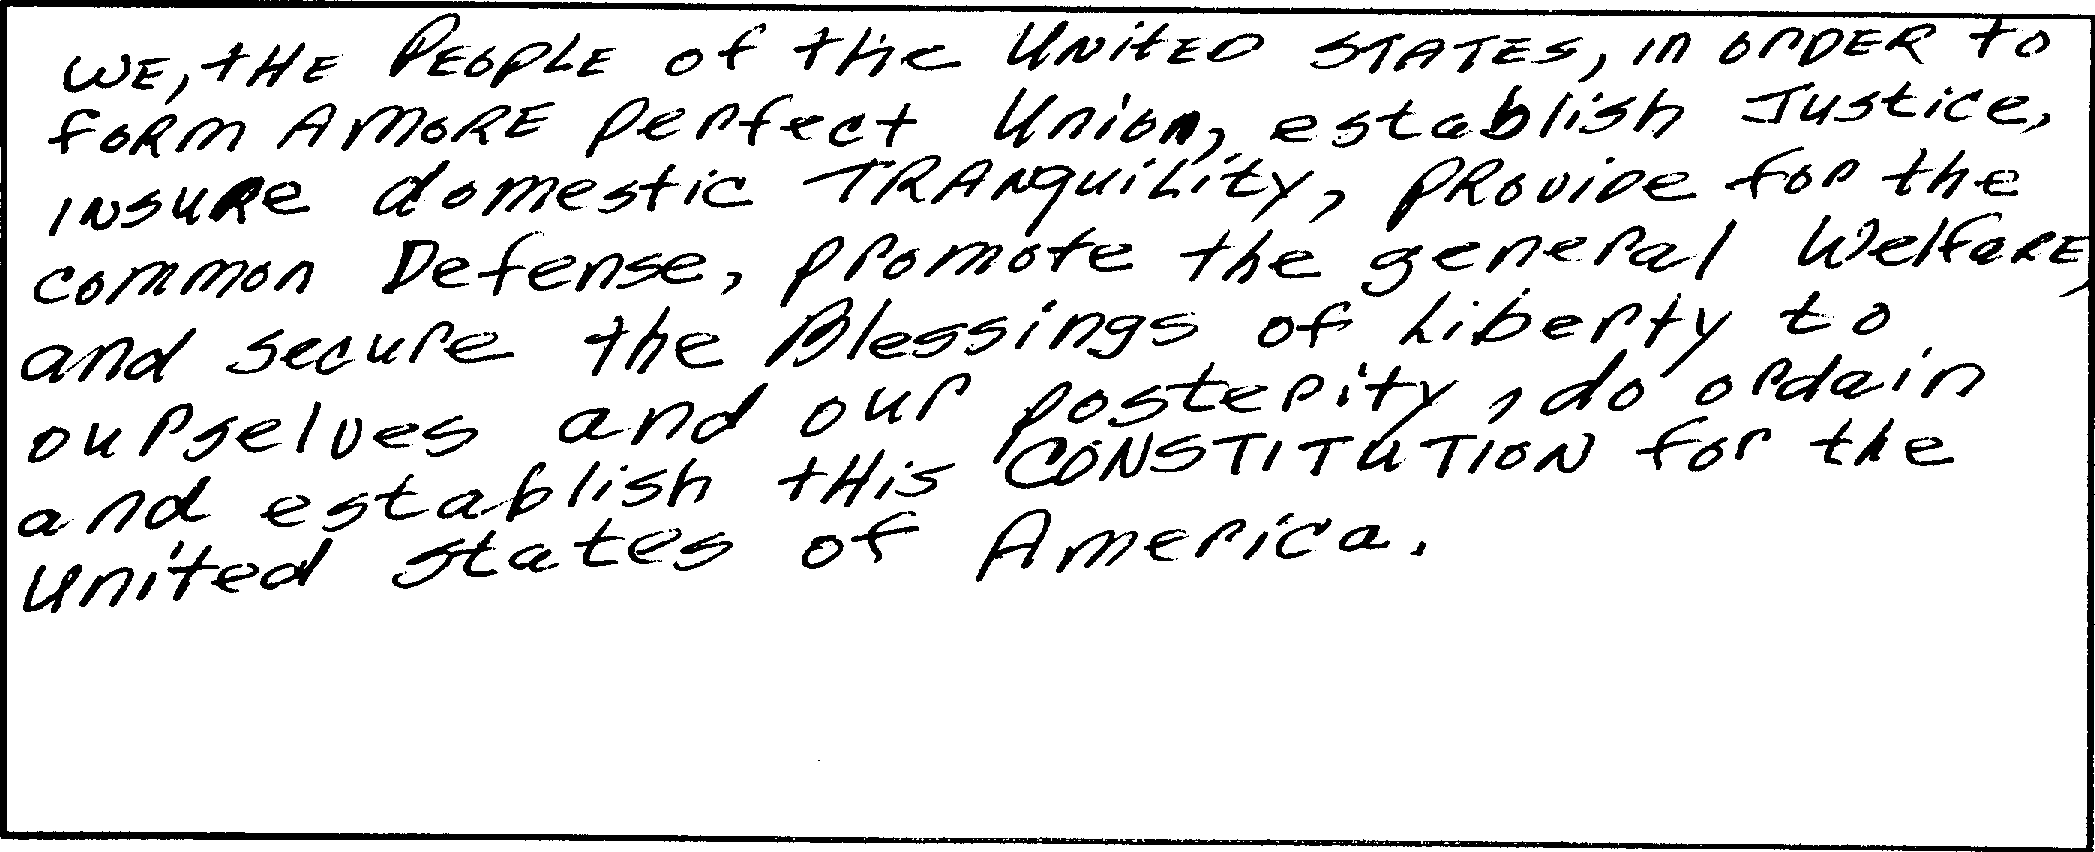 WE, tHE PEOPLE of the UNitED STATES, in orDER to
foRm A moRE perfect Union, establish Justice,
INSURe domestic TRANquiLity, PRovide for the
common Defense, promote the general WelfaRE,
and secure the Blessings of Liberty to
ourselves and our posterity, do ordain
and establish tHis CONSTITUTION for the
United states of America.